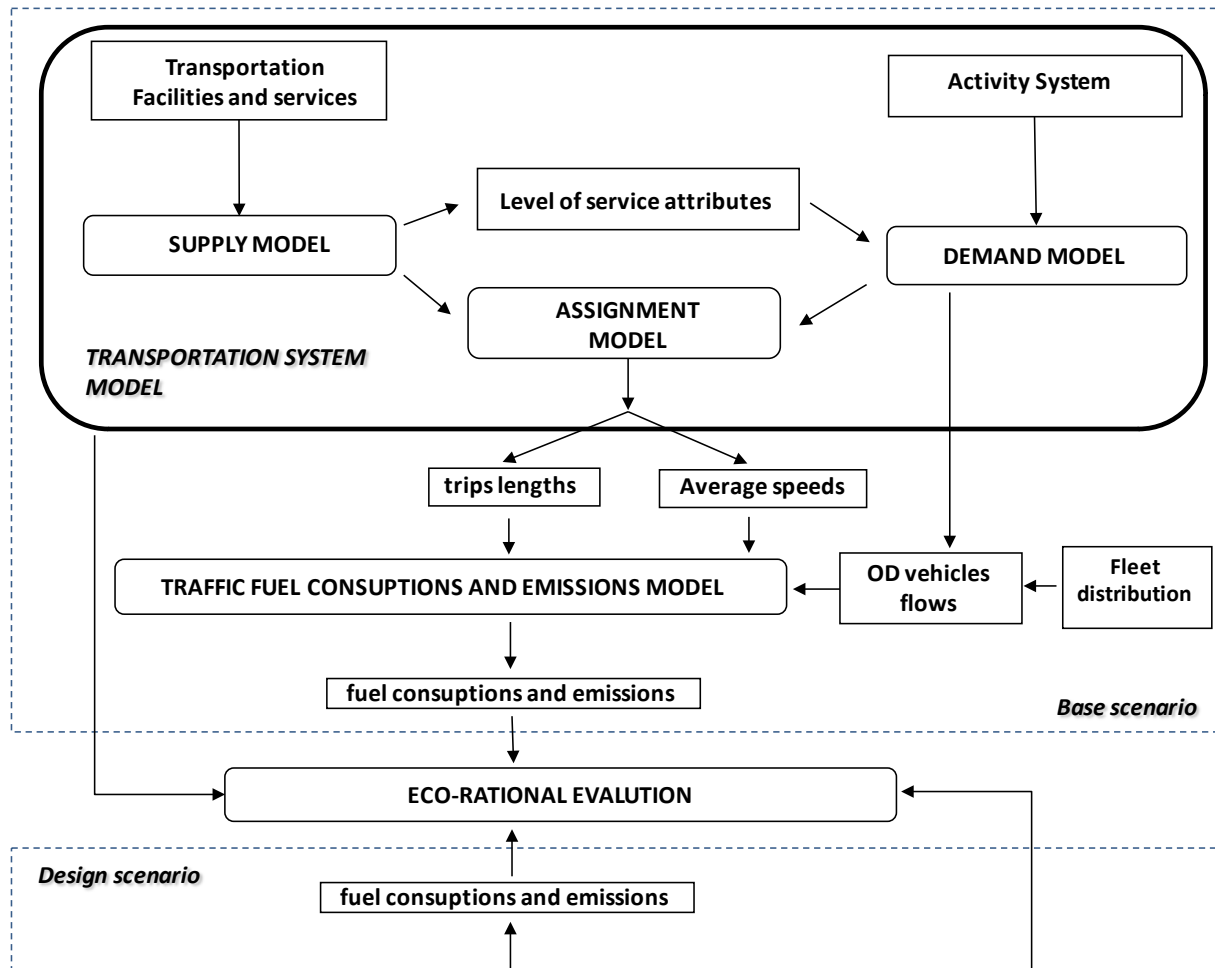 Transportation
Facilities and services
Activity System
Level of service attributes
SUPPLY MODEL
DEMAND MODEL
ASSIGNMENT
MODEL
TRANSPORTATION SYSTEM
MODEL
trips lengths
Average speeds
TRAFFIC FUEL CONSUPTIONS AND EMISSIONS MODEL
OD vehicles
flows
Fleet
distribution
fuel consuptions and emissions
Base scenario
ECO-RATIONAL EVALUTION
Design scenario
fuel consuptions and emissions